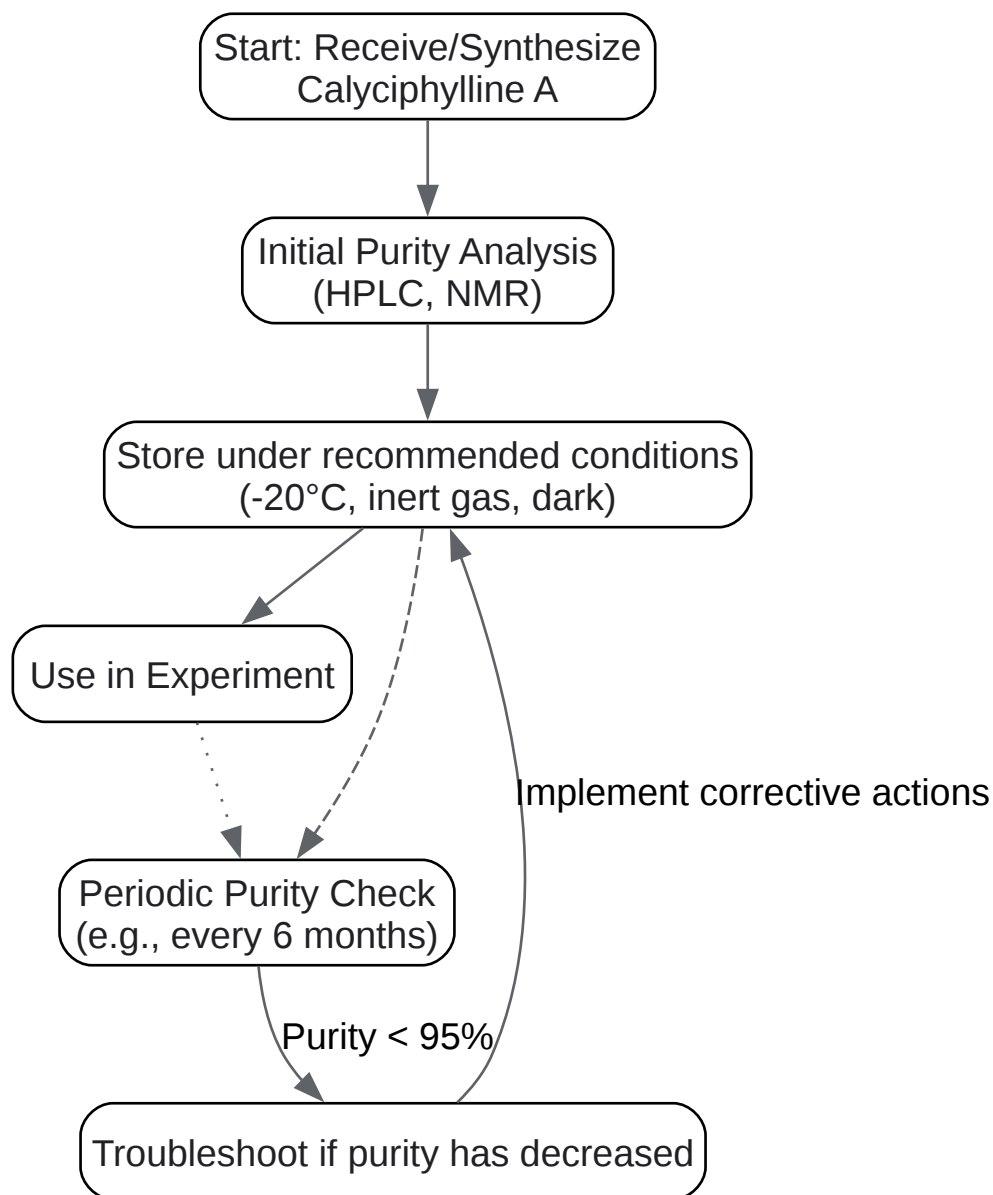 Start: Receive/Synthesize
Calyciphylline A
Initial Purity Analysis
(HPLC, NMR)
Store under recommended conditions
(-20°C, inert gas, dark)
Use in Experiment
Implement corrective actions
Periodic Purity Check
(e.g., every 6 months)
Purity < 95%
Troubleshoot if purity has decreased